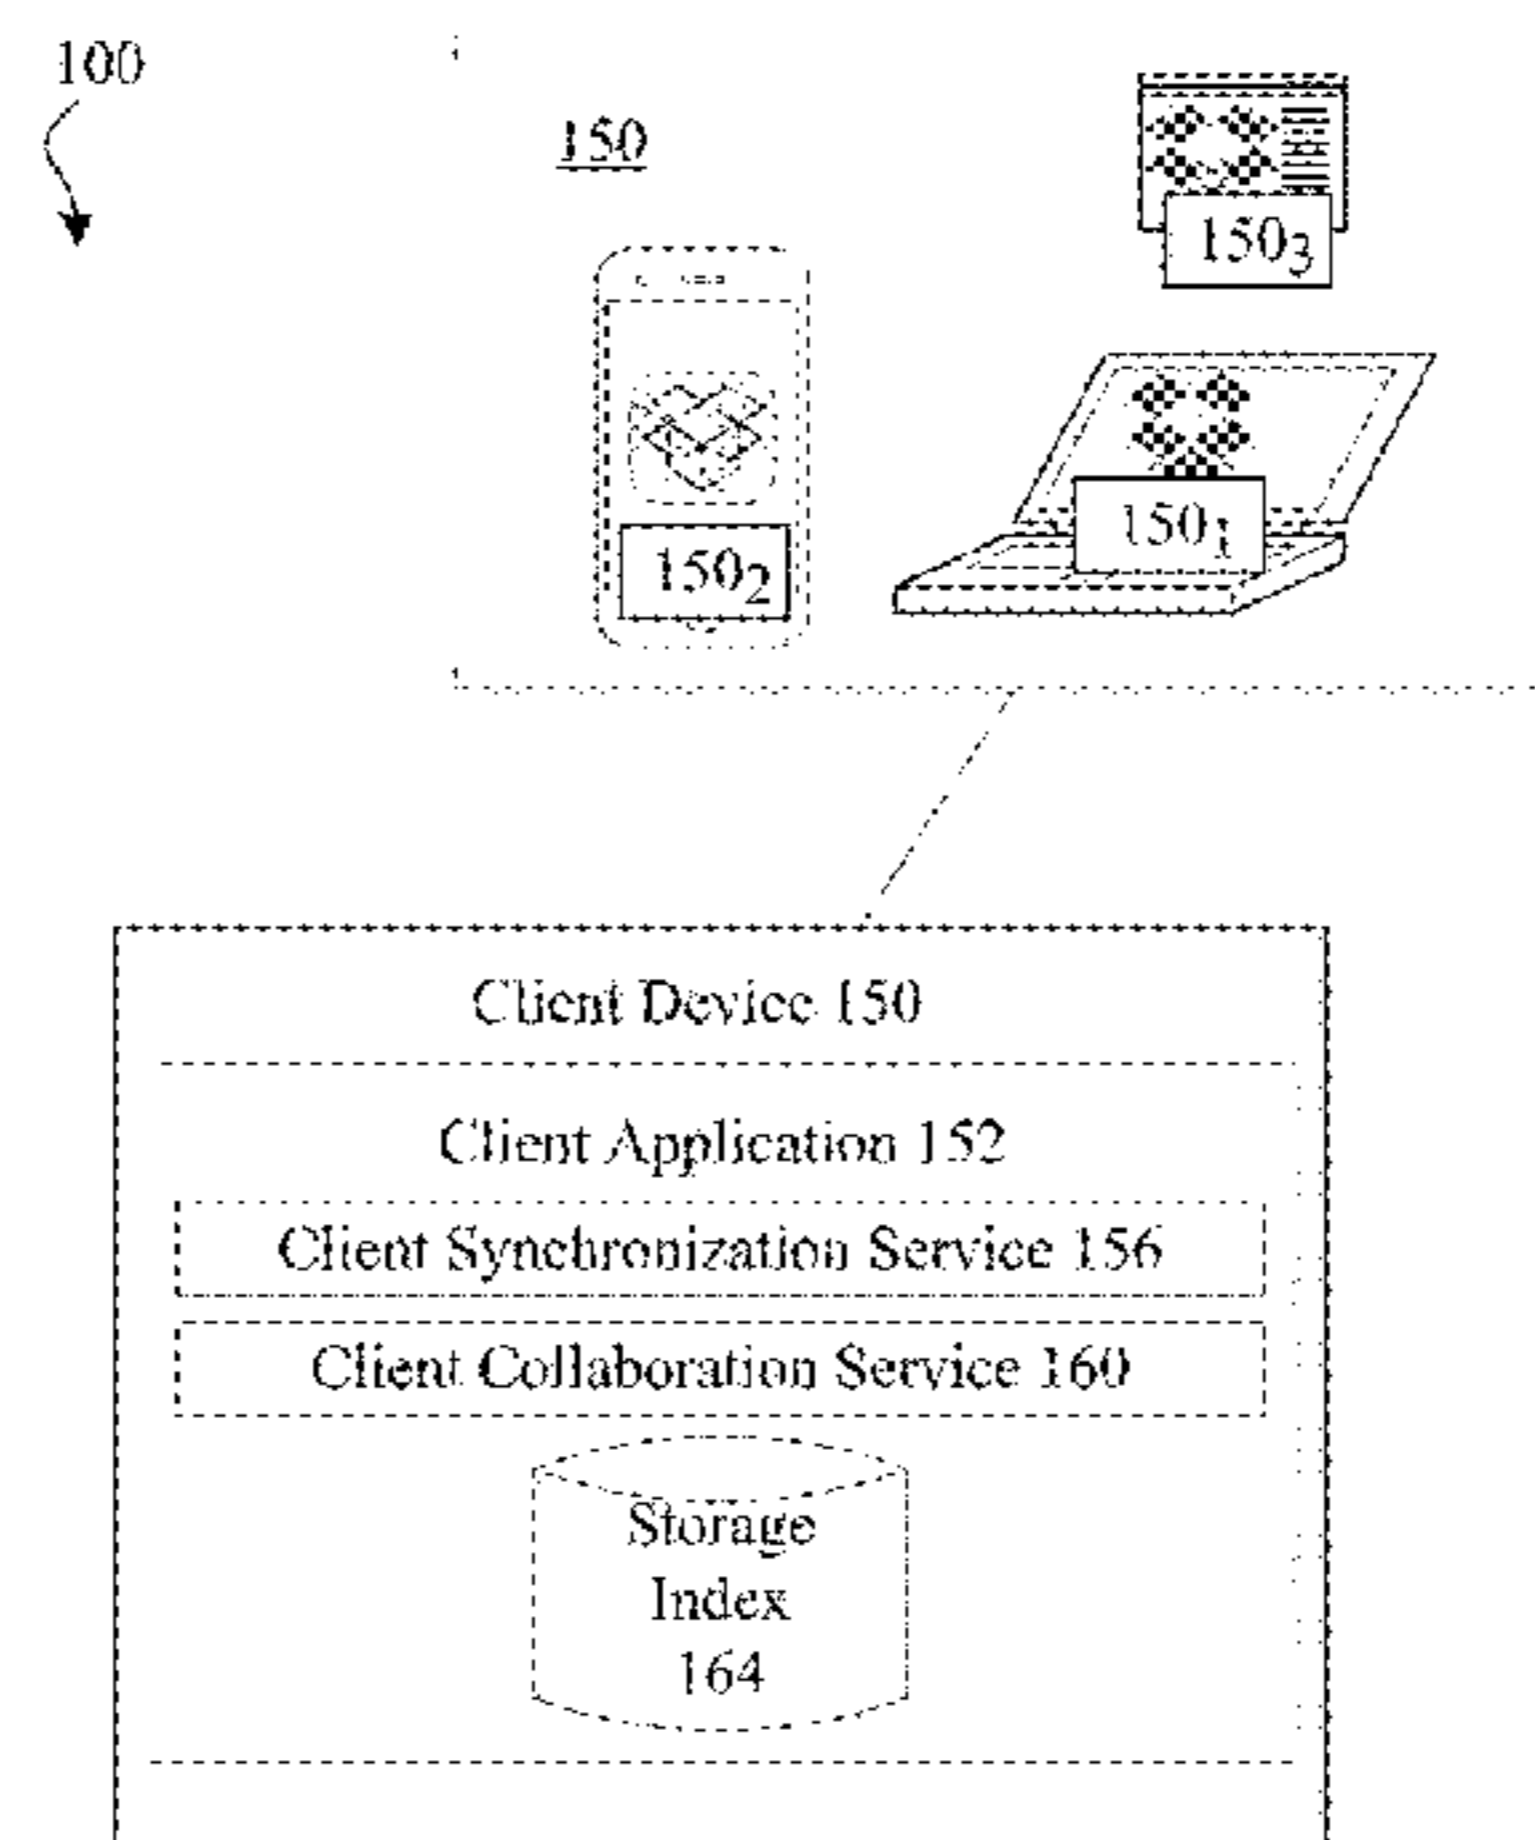 100
150
150₃
150₁
150₂
Client Device 150
Client Application 152
Client Synchronization Service 156
Client Collaboration Service 160
Storage
Index
164